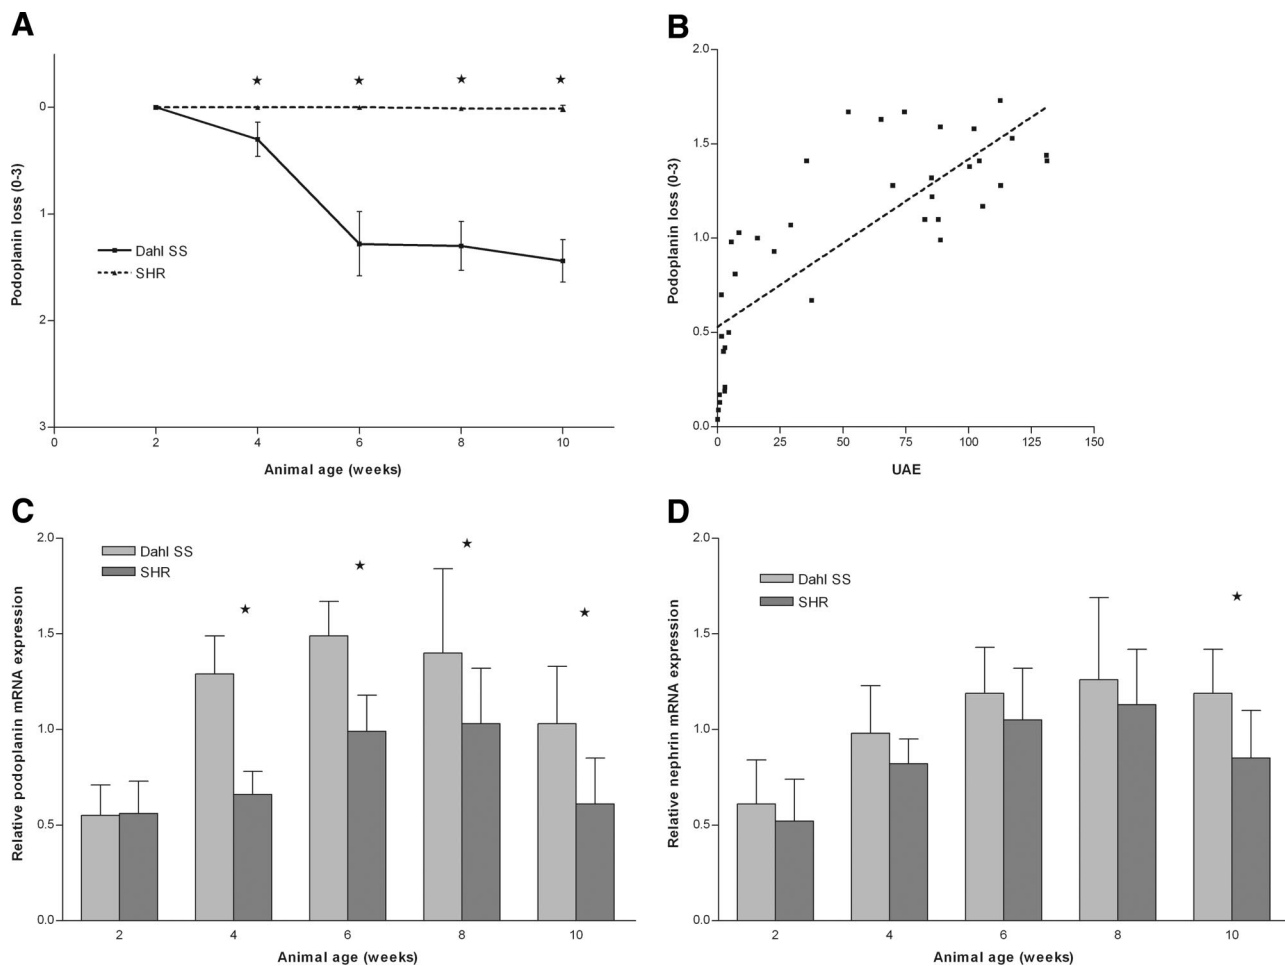 A
0
1
2
3
Podoplanin loss (0-3)
Dahl SS
SHR
0
2
4
6
8
10
Animal age (weeks)
B
2.0
1.5
1.0
0.5
0.0
Podoplanin loss (0-3)
0
25
50
75
100
125
150
UAE
C
2.0
1.5
1.0
0.5
0.0
Relative podoplanin mRNA expression
Dahl SS
SHR
2
4
6
8
10
Animal age (weeks)
D
2.0
1.5
1.0
0.5
0.0
Relative nephrin mRNA expression
Dahl SS
SHR
2
4
6
8
10
Animal age (weeks)